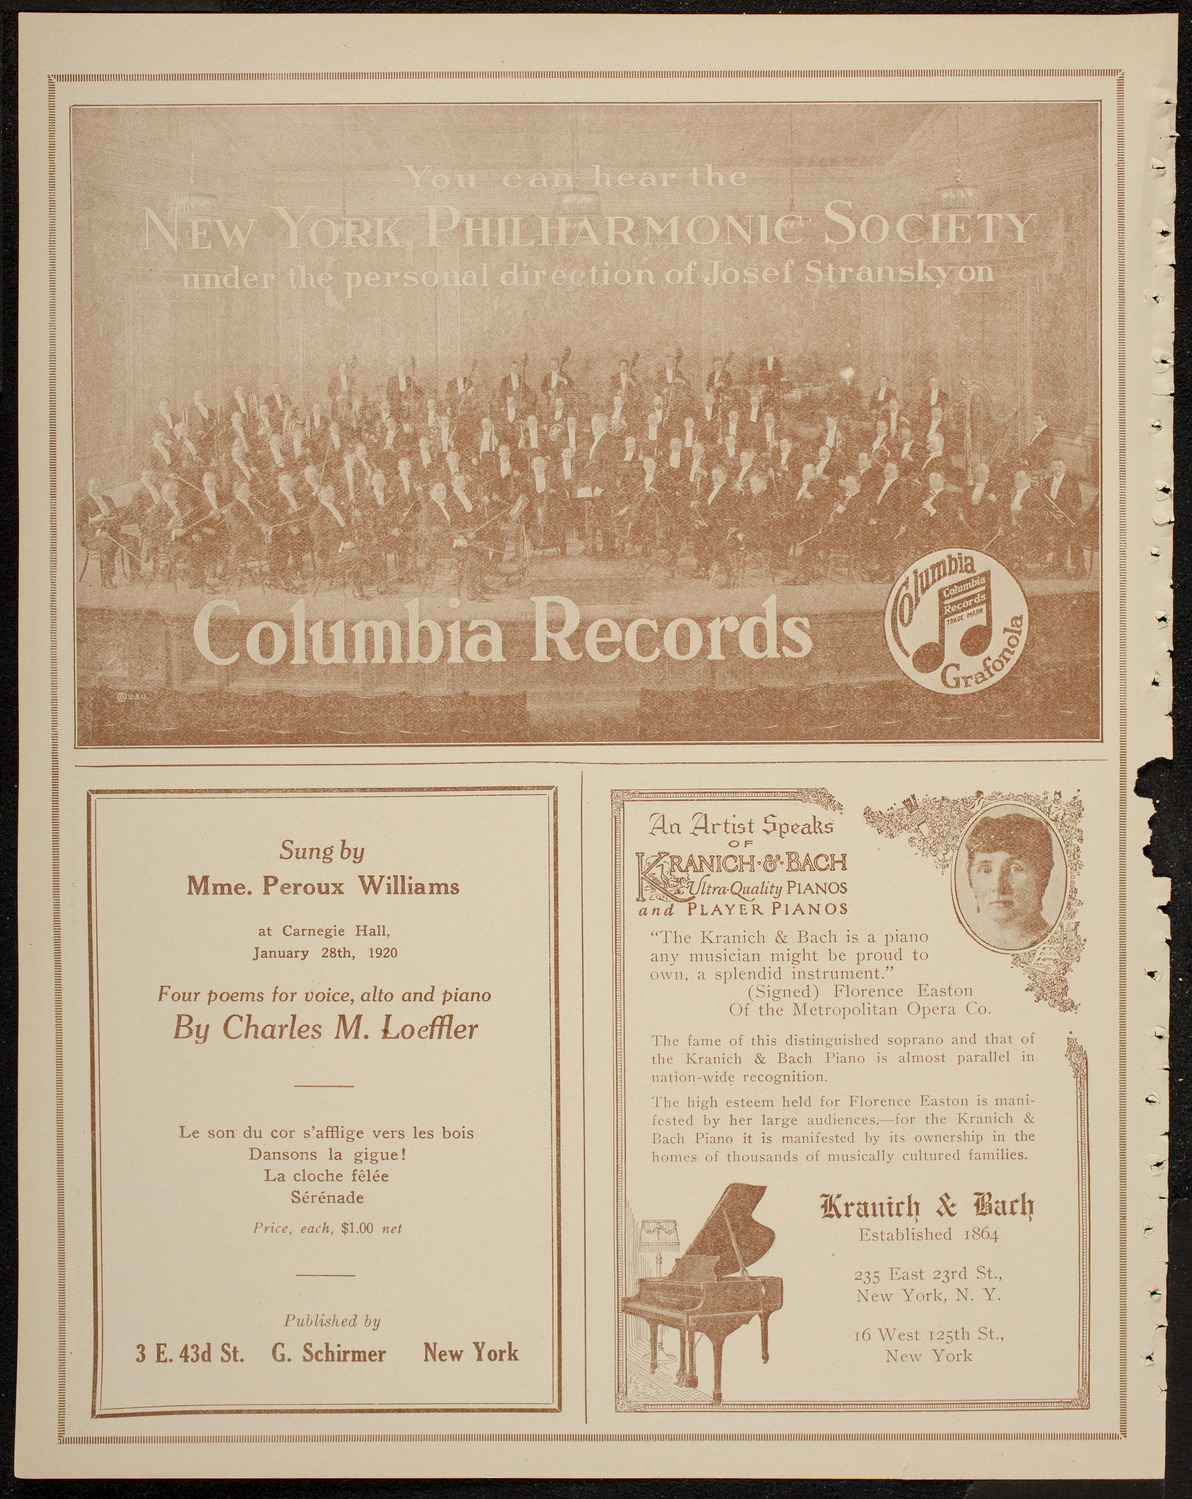 You can hear the
NEW YORK PHILHARMONIC SOCIETY
under the personal direction of Josef Stransky on
Columbia Records
Columbia
Columbia
Records
TRADE MARK
Grafonola
©U&U
Sung by
Mme. Peroux Williams
at Carnegie Hall,
January 28th, 1920
Four poems for voice, alto and piano
By Charles M. Loeffler
Le son du cor s'afflige vers les bois
Dansons la gigue!
La cloche fêlée
Sérénade
Price, each, $1.00 net
Published by
3 E. 43d St. G. Schirmer New York
An Artist Speaks
OF
KRANICH·&·BACH
Ultra-Quality PIANOS
and PLAYER PIANOS
“The Kranich & Bach is a piano
any musician might be proud to
own, a splendid instrument.”
(Signed) Florence Easton
Of the Metropolitan Opera Co.
The fame of this distinguished soprano and that of
the Kranich & Bach Piano is almost parallel in
nation-wide recognition.
The high esteem held for Florence Easton is mani-
fested by her large audiences,—for the Kranich &
Bach Piano it is manifested by its ownership in the
homes of thousands of musically cultured families.
Kranich & Bach
Established 1864
235 East 23rd St.,
New York, N. Y.
16 West 125th St.,
New York